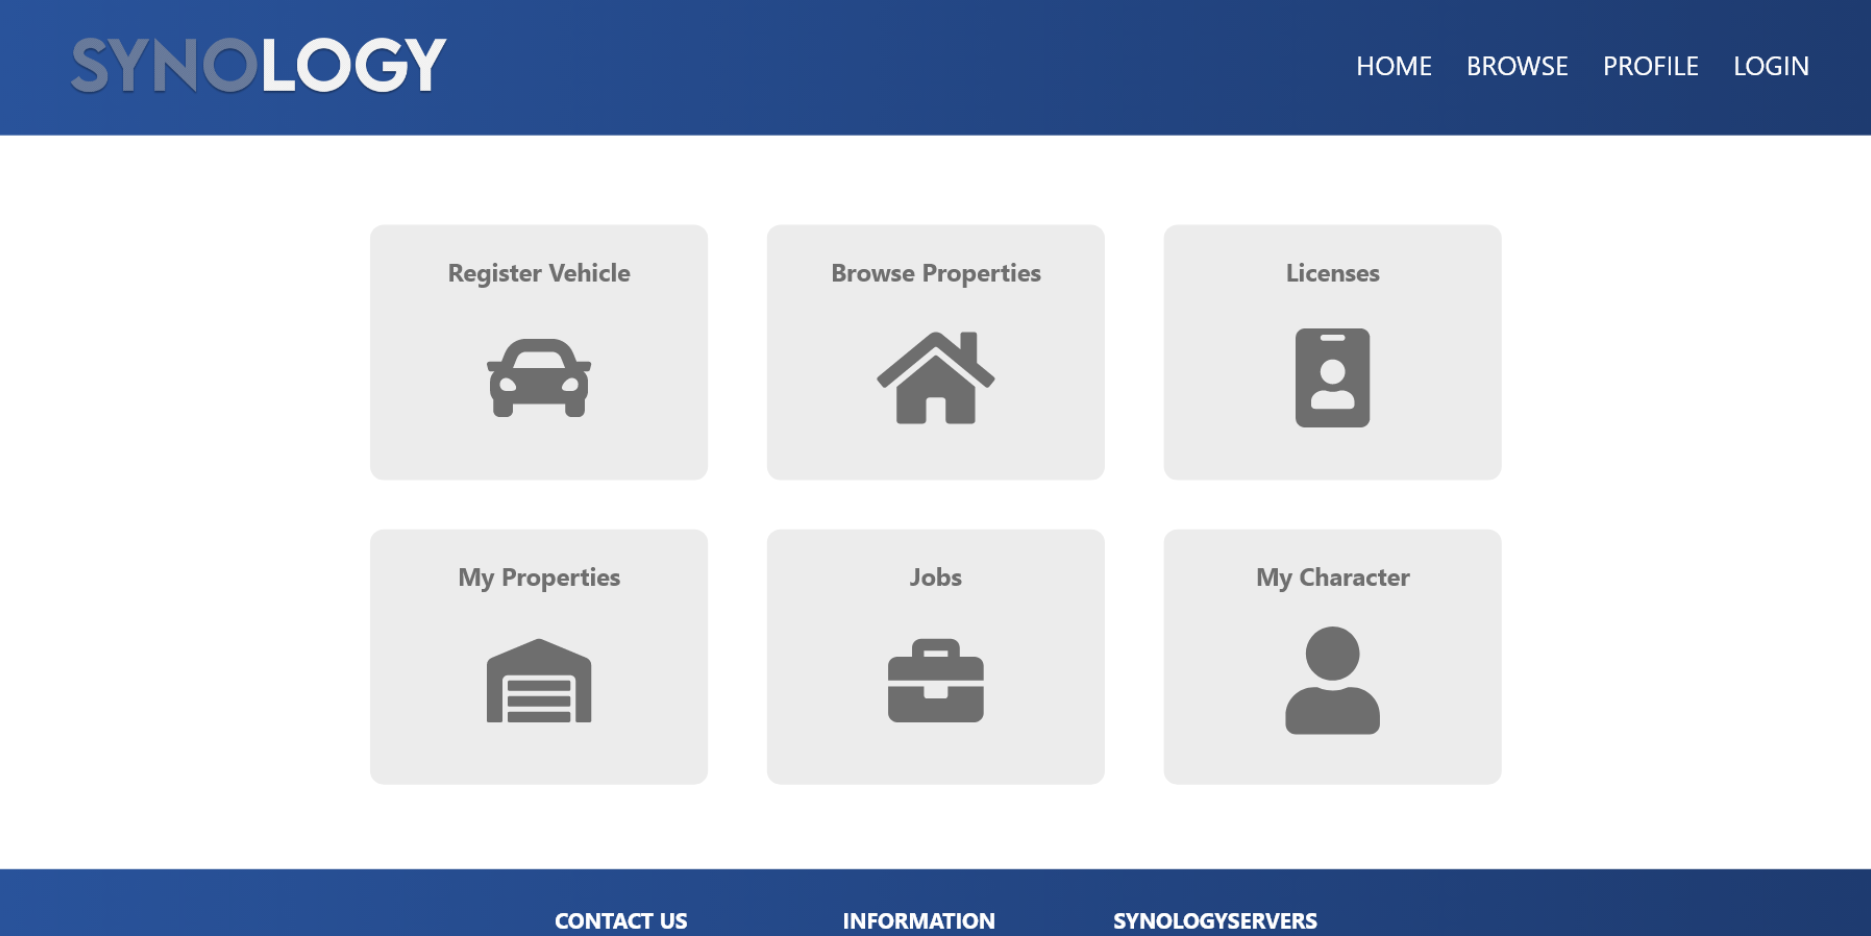 SYNOLOGY
HOME BROWSE PROFILE LOGIN
Register Vehicle
Browse Properties
Licenses
My Properties
Jobs
My Character
CONTACT US
INFORMATION
SYNOLOGYSERVERS